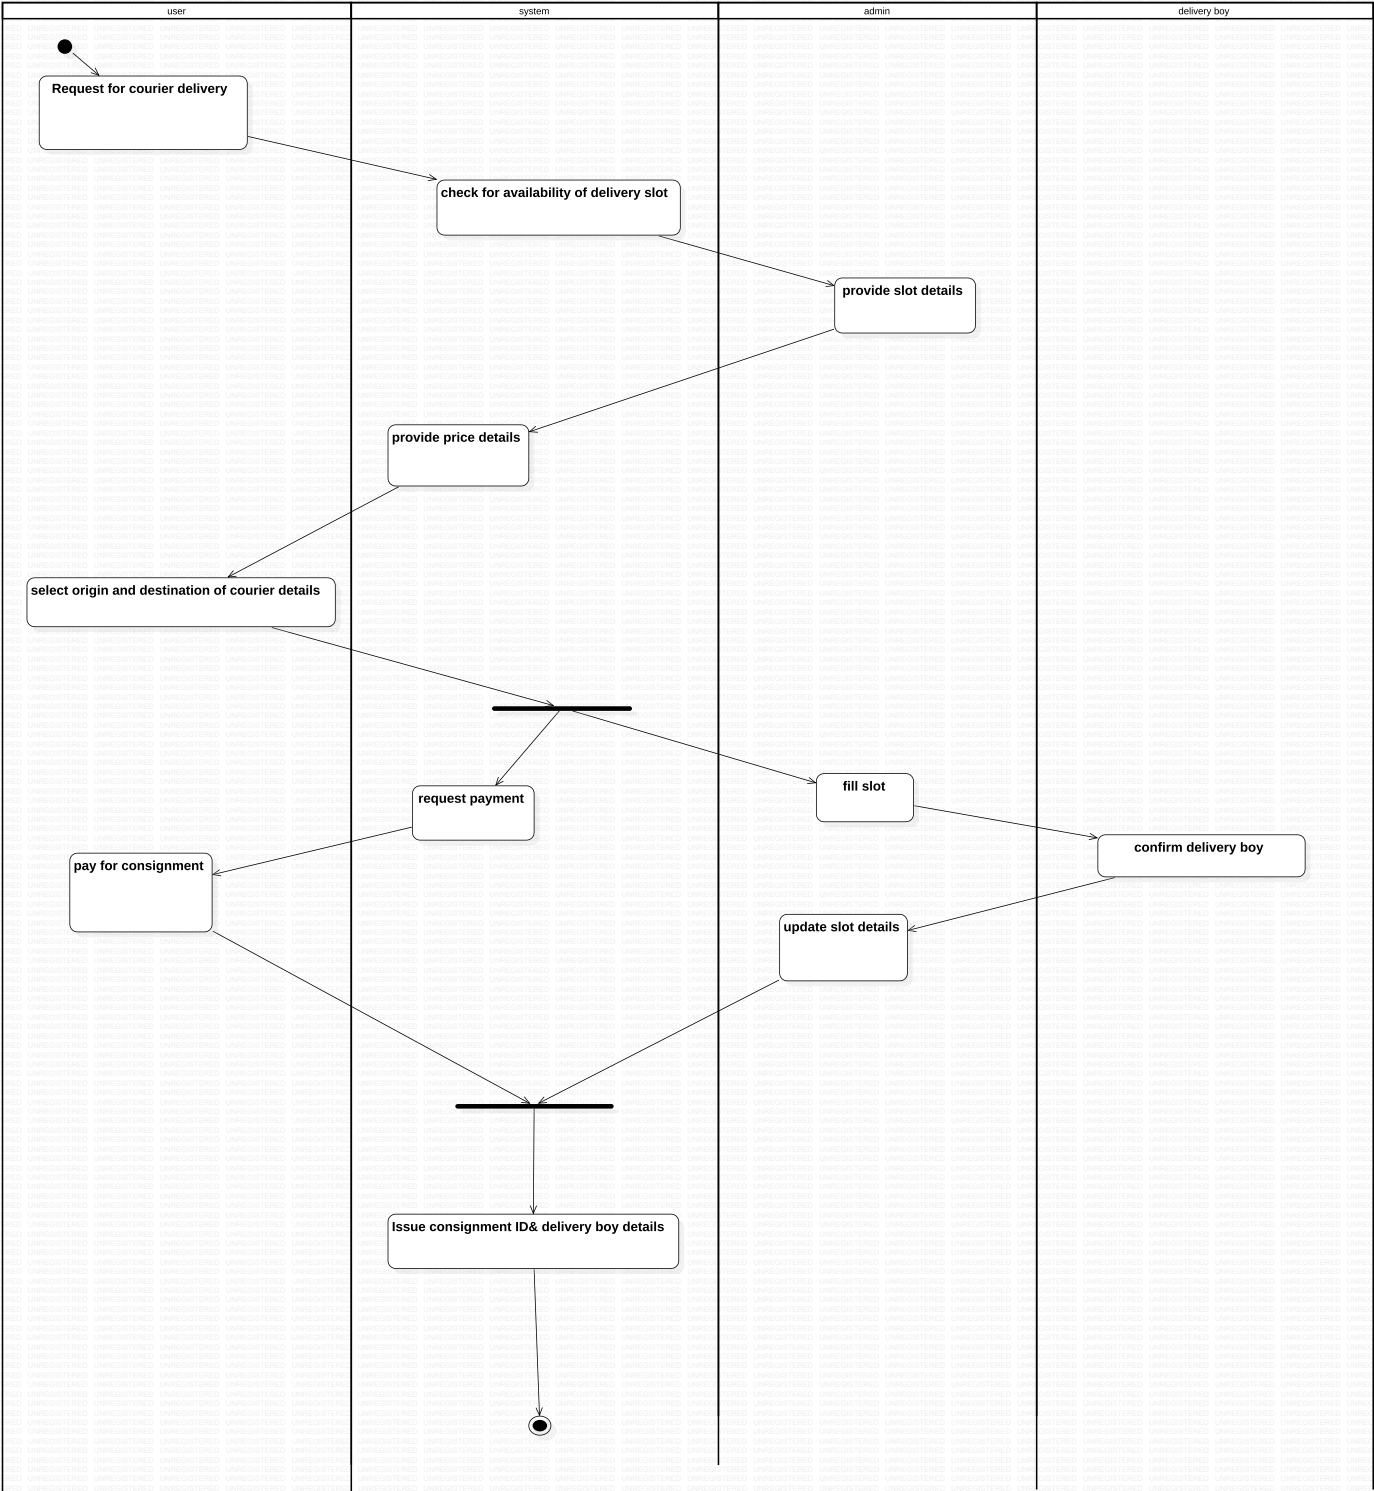 user
system
admin
delivery boy
Request for courier delivery
check for availability of delivery slot
provide slot details
provide price details
select origin and destination of courier details
request payment
fill slot
confirm delivery boy
pay for consignment
update slot details
Issue consignment ID& delivery boy details
UNREGISTERED